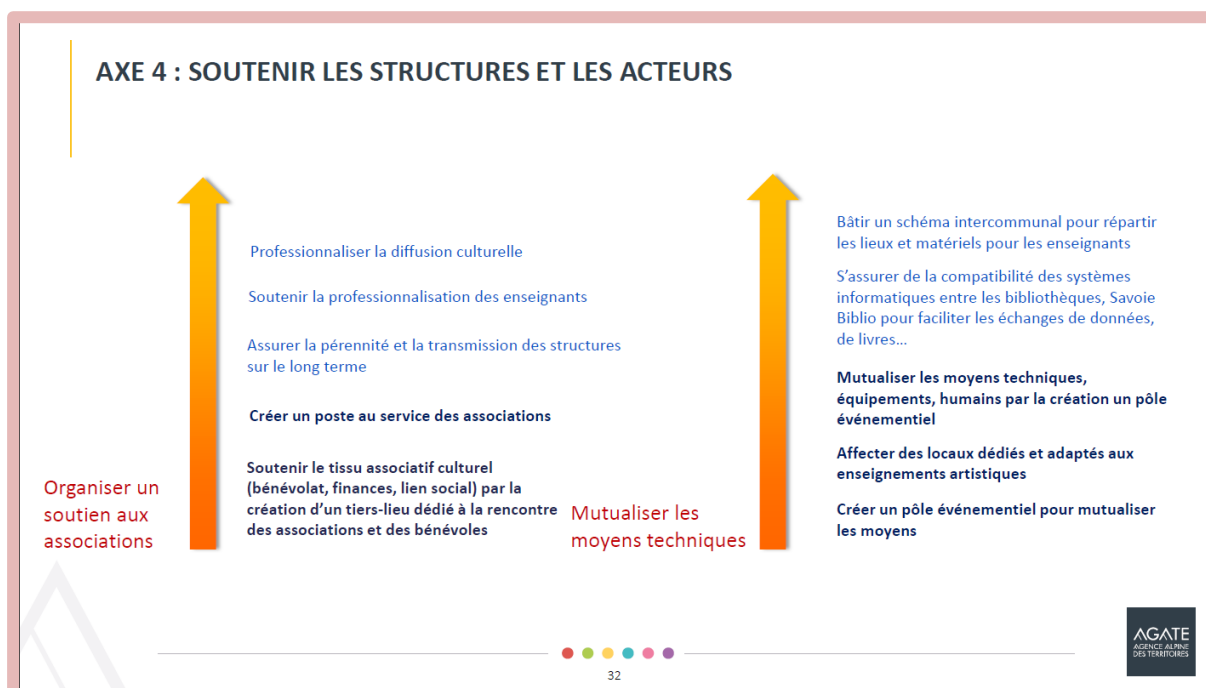 AXE 4 : SOUTENIR LES STRUCTURES ET LES ACTEURS
Professionnaliser la diffusion culturelle
Soutenir la professionnalisation des enseignants
Assurer la pérennité et la transmission des structures
sur le long terme
Créer un poste au service des associations
Soutenir le tissu associatif culturel
(bénévolat, finances, lien social) par la
création d’un tiers-lieu dédié à la rencontre
des associations et des bénévoles
Organiser un
soutien aux
associations
Bâtir un schéma intercommunal pour répartir
les lieux et matériels pour les enseignants
S’assurer de la compatibilité des systèmes
informatiques entre les bibliothèques, Savoie
Biblio pour faciliter les échanges de données,
de livres…
Mutualiser les moyens techniques,
équipements, humains par la création un pôle
événementiel
Affecter des locaux dédiés et adaptés aux
enseignements artistiques
Créer un pôle événementiel pour mutualiser
les moyens
Mutualiser les
moyens techniques
AGATE
AGENCE ALPINE
DES TERRITOIRES
32